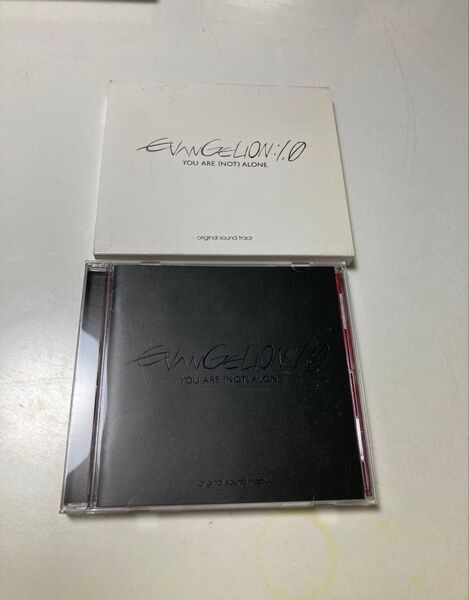 EVANGELION:1.0
YOU ARE (NOT) ALONE.
original sound track
EVANGELION:1.0
YOU ARE (NOT) ALONE.
original sound track